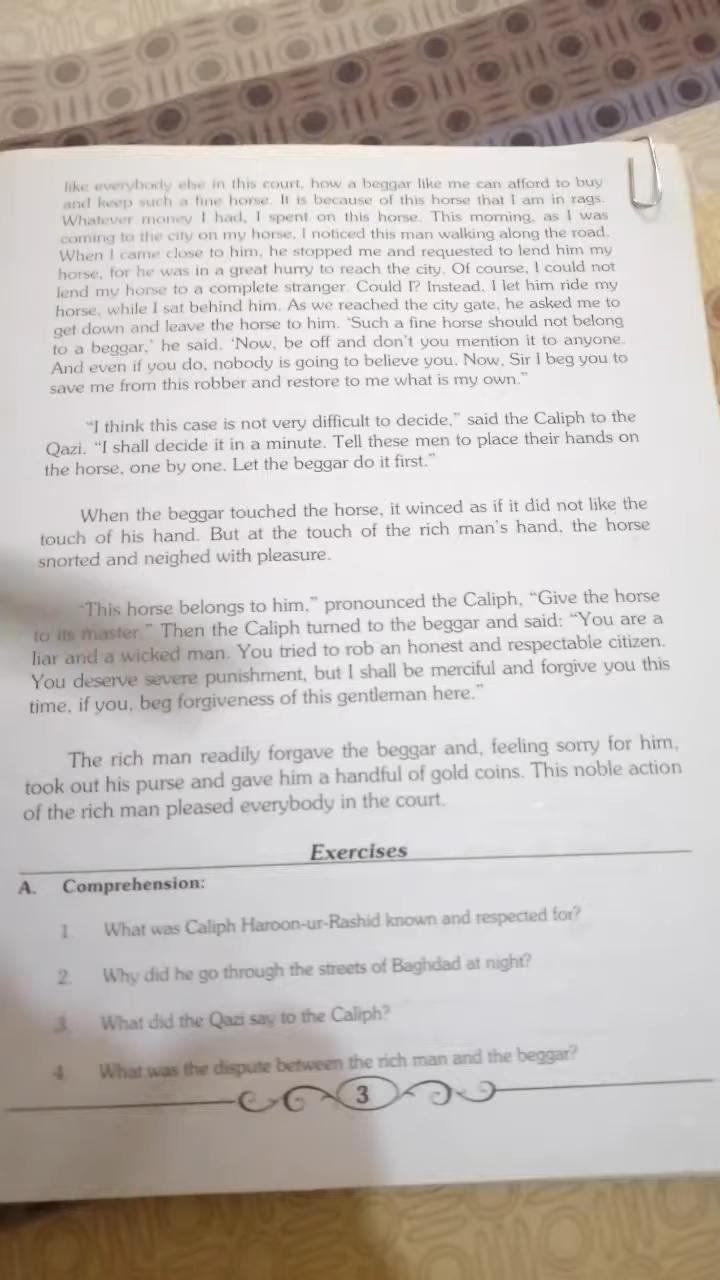 like everybody else in this court, how a beggar like me can afford to buy
and keep such a fine horse. It is because of this horse that I am in rags.
Whatever money I had, I spent on this horse. This morning, as I was
coming to the city on my horse, I noticed this man walking along the road.
When I came close to him, he stopped me and requested to lend him my
horse, for he was in a great hurry to reach the city. Of course, I could not
lend my horse to a complete stranger. Could I? Instead, I let him ride my
horse, while I sat behind him. As we reached the city gate, he asked me to
get down and leave the horse to him. 'Such a fine horse should not belong
to a beggar,' he said. 'Now, be off and don't you mention it to anyone.
And even if you do, nobody is going to believe you. Now, Sir I beg you to
save me from this robber and restore to me what is my own."
"I think this case is not very difficult to decide," said the Caliph to the
Qazi. "I shall decide it in a minute. Tell these men to place their hands on
the horse, one by one. Let the beggar do it first."
When the beggar touched the horse, it winced as if it did not like the
touch of his hand. But at the touch of the rich man's hand, the horse
snorted and neighed with pleasure.
"This horse belongs to him," pronounced the Caliph, "Give the horse
to its master." Then the Caliph turned to the beggar and said: "You are a
liar and a wicked man. You tried to rob an honest and respectable citizen.
You deserve severe punishment, but I shall be merciful and forgive you this
time, if you, beg forgiveness of this gentleman here."
The rich man readily forgave the beggar and, feeling sorry for him,
took out his purse and gave him a handful of gold coins. This noble action
of the rich man pleased everybody in the court.
Exercises
A. Comprehension:
1. What was Caliph Haroon-ur-Rashid known and respected for?
2. Why did he go through the streets of Baghdad at night?
3. What did the Qazi say to the Caliph?
4. What was the dispute between the rich man and the beggar?
3